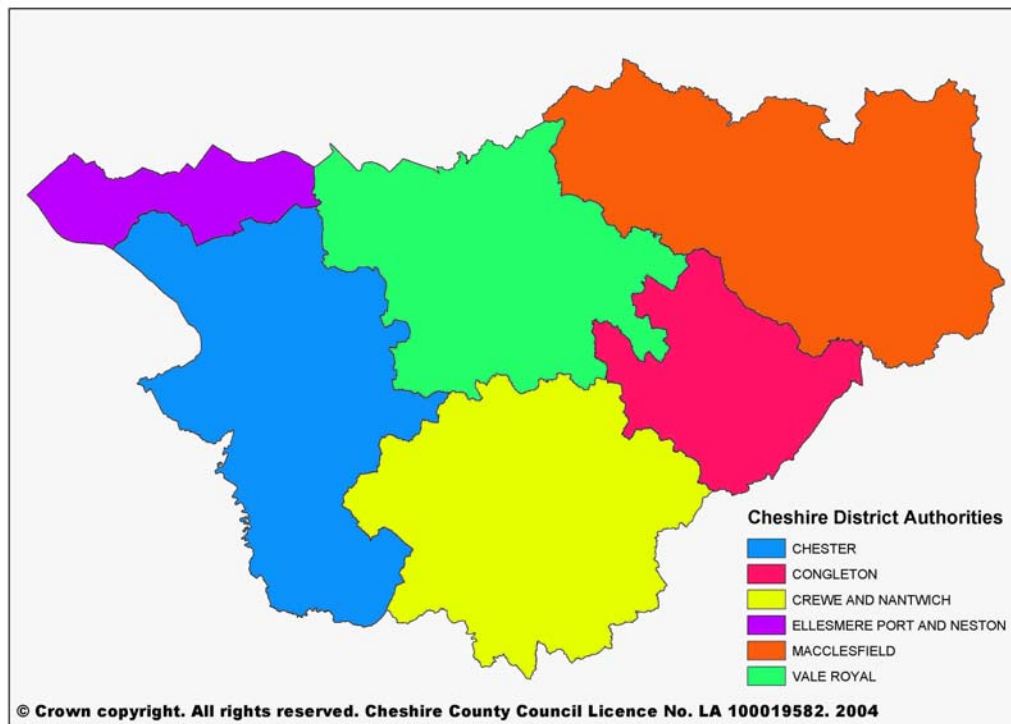 Cheshire District Authorities
CHESTER
CONGLETON
CREWE AND NANTWICH
ELLESMERE PORT AND NESTON
MACCLESFIELD
VALE ROYAL
© Crown copyright. All rights reserved. Cheshire County Council Licence No. LA 100019582. 2004